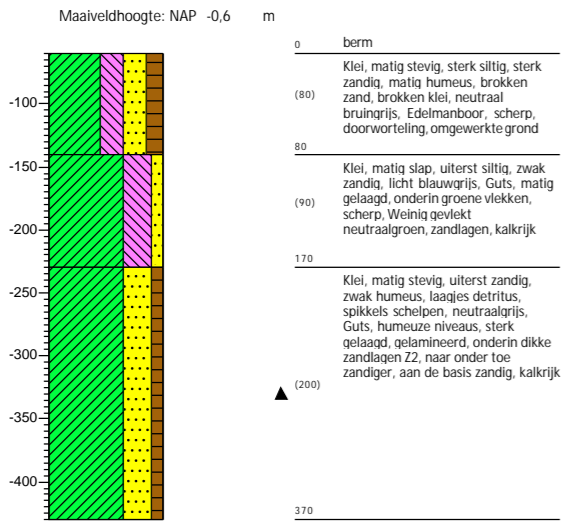 Maaiveldhoogte: NAP -0,6 m
0 berm
Klei, matig stevig, sterk siltig, sterk
zandig, matig humeus, brokken
(80) zand, brokken klei, neutraal
bruingrijs, Edelmanboor, scherp,
doorworteling, omgewerkte grond
80
Klei, matig slap, uiterst siltig, zwak
zandig, licht blauwgrijs, Guts, matig
(90) gelaagd, onderin groene vlekken,
scherp, Weinig gevlekt
neutraalgroen, zandlagen, kalkrijk
170
Klei, matig stevig, uiterst zandig,
zwak humeus, laagjes detritus,
spikkels schelpen, neutraalgrijs,
Guts, humeuze niveaus, sterk
gelaagd, gelamineerd, onderin dikke
zandlagen Z2, naar onder toe
(200) zandiger, aan de basis zandig, kalkrijk
370
-100
-150
-200
-250
-300
-350
-400